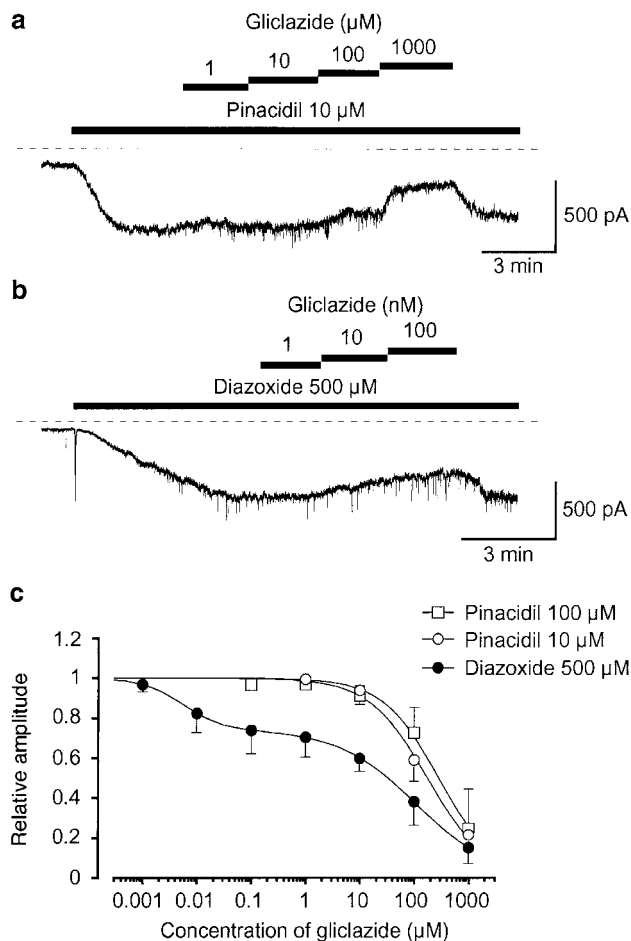 a
Gliclazide (µM)
1 10 100 1000
Pinacidil 10 µM
500 pA
3 min
b
Gliclazide (nM)
1 10 100
Diazoxide 500 µM
500 pA
3 min
c
Pinacidil 100 µM
Pinacidil 10 µM
Diazoxide 500 µM
Relative amplitude
1.2
1
0.8
0.6
0.4
0.2
0
0.001 0.01 0.1 1 10 100 1000
Concentration of gliclazide (µM)